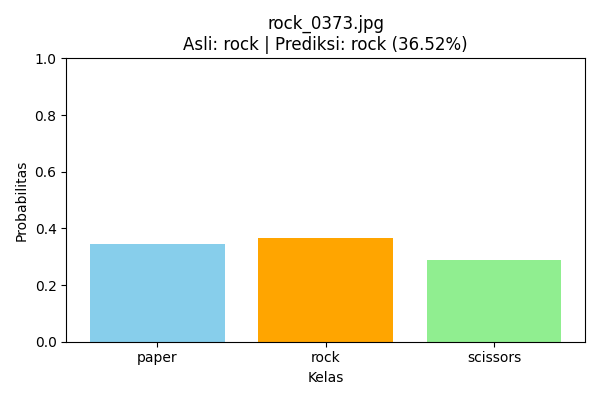 rock_0373.jpg
Asli: rock | Prediksi: rock (36.52%)
1.0
0.8
0.6
0.4
0.2
0.0
Probabilitas
paper rock scissors
Kelas